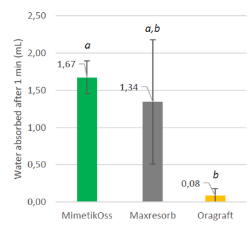 Water absorbed after 1 min (mL)
2,50
2,00
1,50
1,00
0,50
0,00
a
1,67
a,b
1,34
b
0,08
MimetikOss
Maxresorb
Oragraft